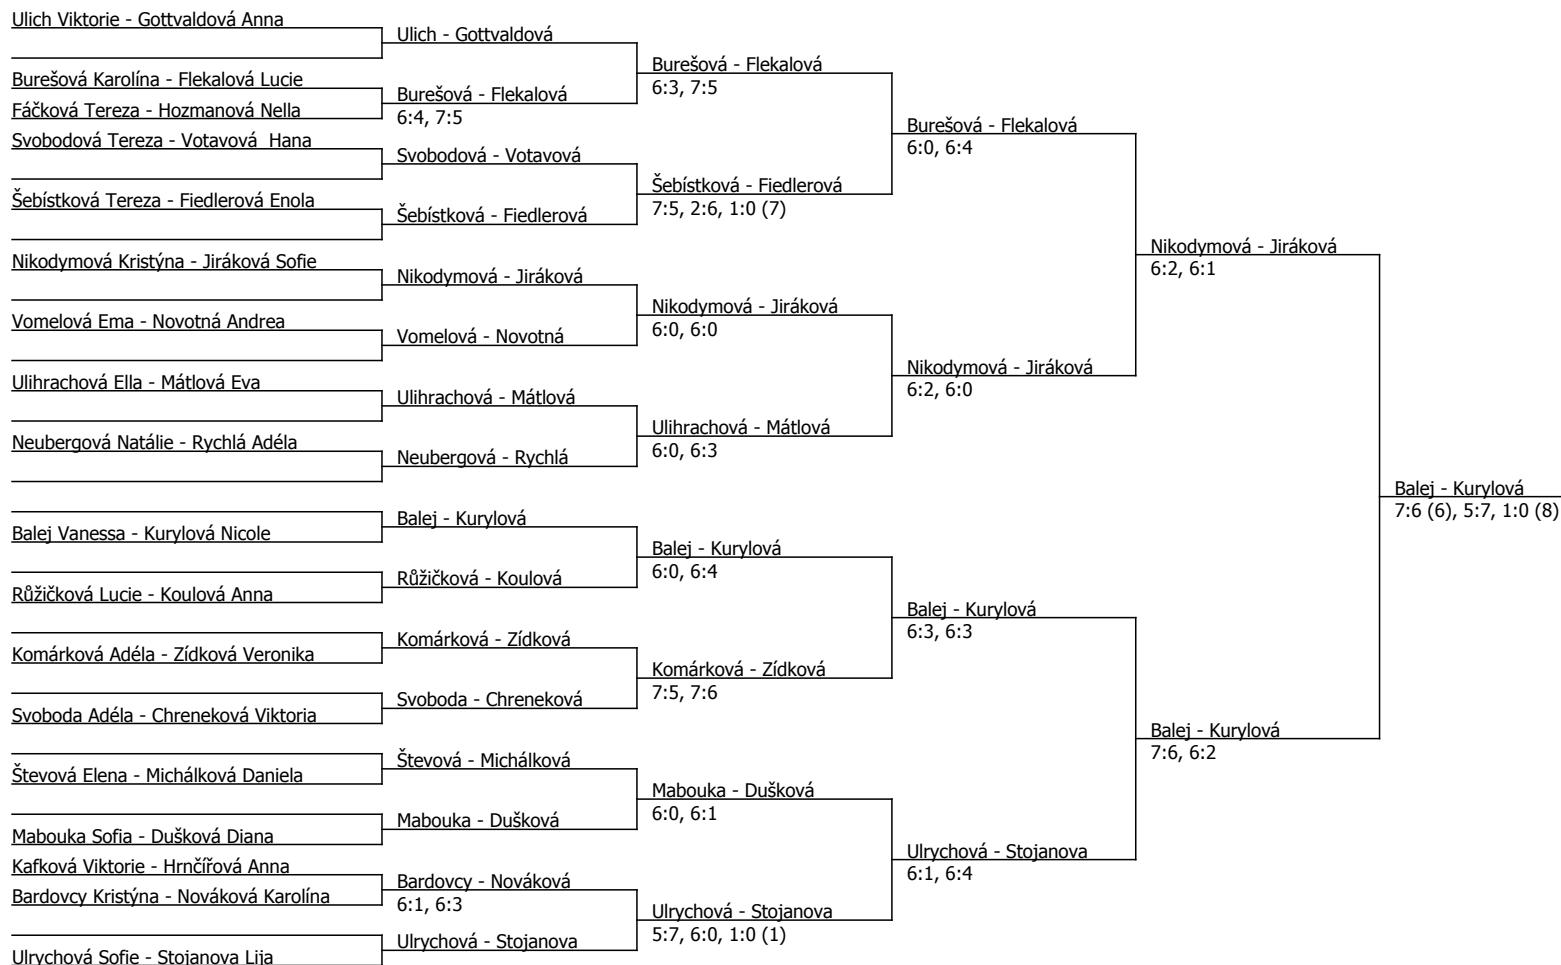 Ulich Viktorie - Gottvaldová Anna
Burešová Karolína - Flekalová Lucie
Fáčková Tereza - Hozmanová Nella
Svobodová Tereza - Votavová  Hana
Šebístková Tereza - Fiedlerová Enola
Nikodymová Kristýna - Jiráková Sofie
Vomelová Ema - Novotná Andrea
Ulihrachová Ella - Mátlová Eva
Neubergová Natálie - Rychlá Adéla
Balej Vanessa - Kurylová Nicole
Růžičková Lucie - Koulová Anna
Komárková Adéla - Zídková Veronika
Svoboda Adéla - Chreneková Viktoria
Števová Elena - Michálková Daniela
Mabouka Sofia - Dušková Diana
Kafková Viktorie - Hrnčířová Anna
Bardovcy Kristýna - Nováková Karolína
Ulrychová Sofie - Stojanova Lija
Ulich - Gottvaldová
Burešová - Flekalová
6:4, 7:5
Svobodová - Votavová
Šebístková - Fiedlerová
Nikodymová - Jiráková
Vomelová - Novotná
Ulihrachová - Mátlová
Neubergová - Rychlá
Balej - Kurylová
Růžičková - Koulová
Komárková - Zídková
Svoboda - Chreneková
Števová - Michálková
Mabouka - Dušková
Bardovcy - Nováková
6:1, 6:3
Ulrychová - Stojanova
Burešová - Flekalová
6:3, 7:5
Šebístková - Fiedlerová
7:5, 2:6, 1:0 (7)
Nikodymová - Jiráková
6:0, 6:0
Ulihrachová - Mátlová
6:0, 6:3
Balej - Kurylová
6:0, 6:4
Komárková - Zídková
7:5, 7:6
Mabouka - Dušková
6:0, 6:1
Ulrychová - Stojanova
5:7, 6:0, 1:0 (1)
Burešová - Flekalová
6:0, 6:4
Nikodymová - Jiráková
6:2, 6:0
Balej - Kurylová
6:3, 6:3
Ulrychová - Stojanova
6:1, 6:4
Nikodymová - Jiráková
6:2, 6:1
Balej - Kurylová
7:6, 6:2
Balej - Kurylová
7:6 (6), 5:7, 1:0 (8)